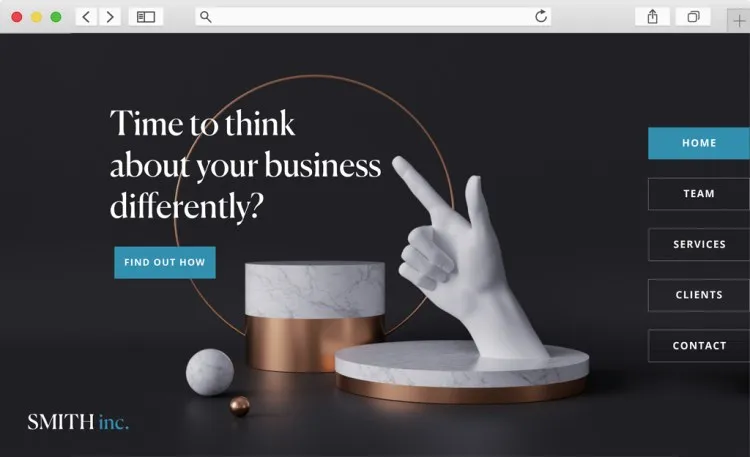 Time to think
about your business
differently?
FIND OUT HOW
HOME
TEAM
SERVICES
CLIENTS
CONTACT
SMITH inc.